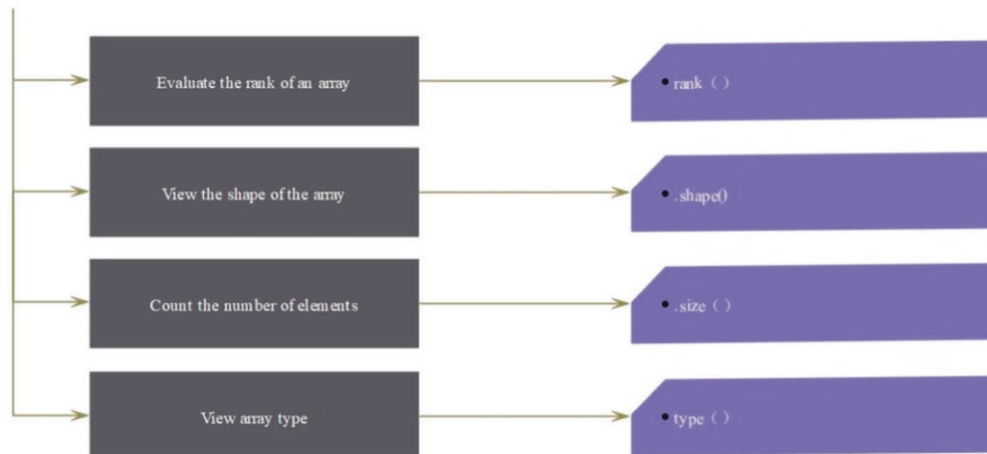 Evaluate the rank of an array
• rank（）
View the shape of the array
• .shape()
Count the number of elements
• .size（）
View array type
• type（）